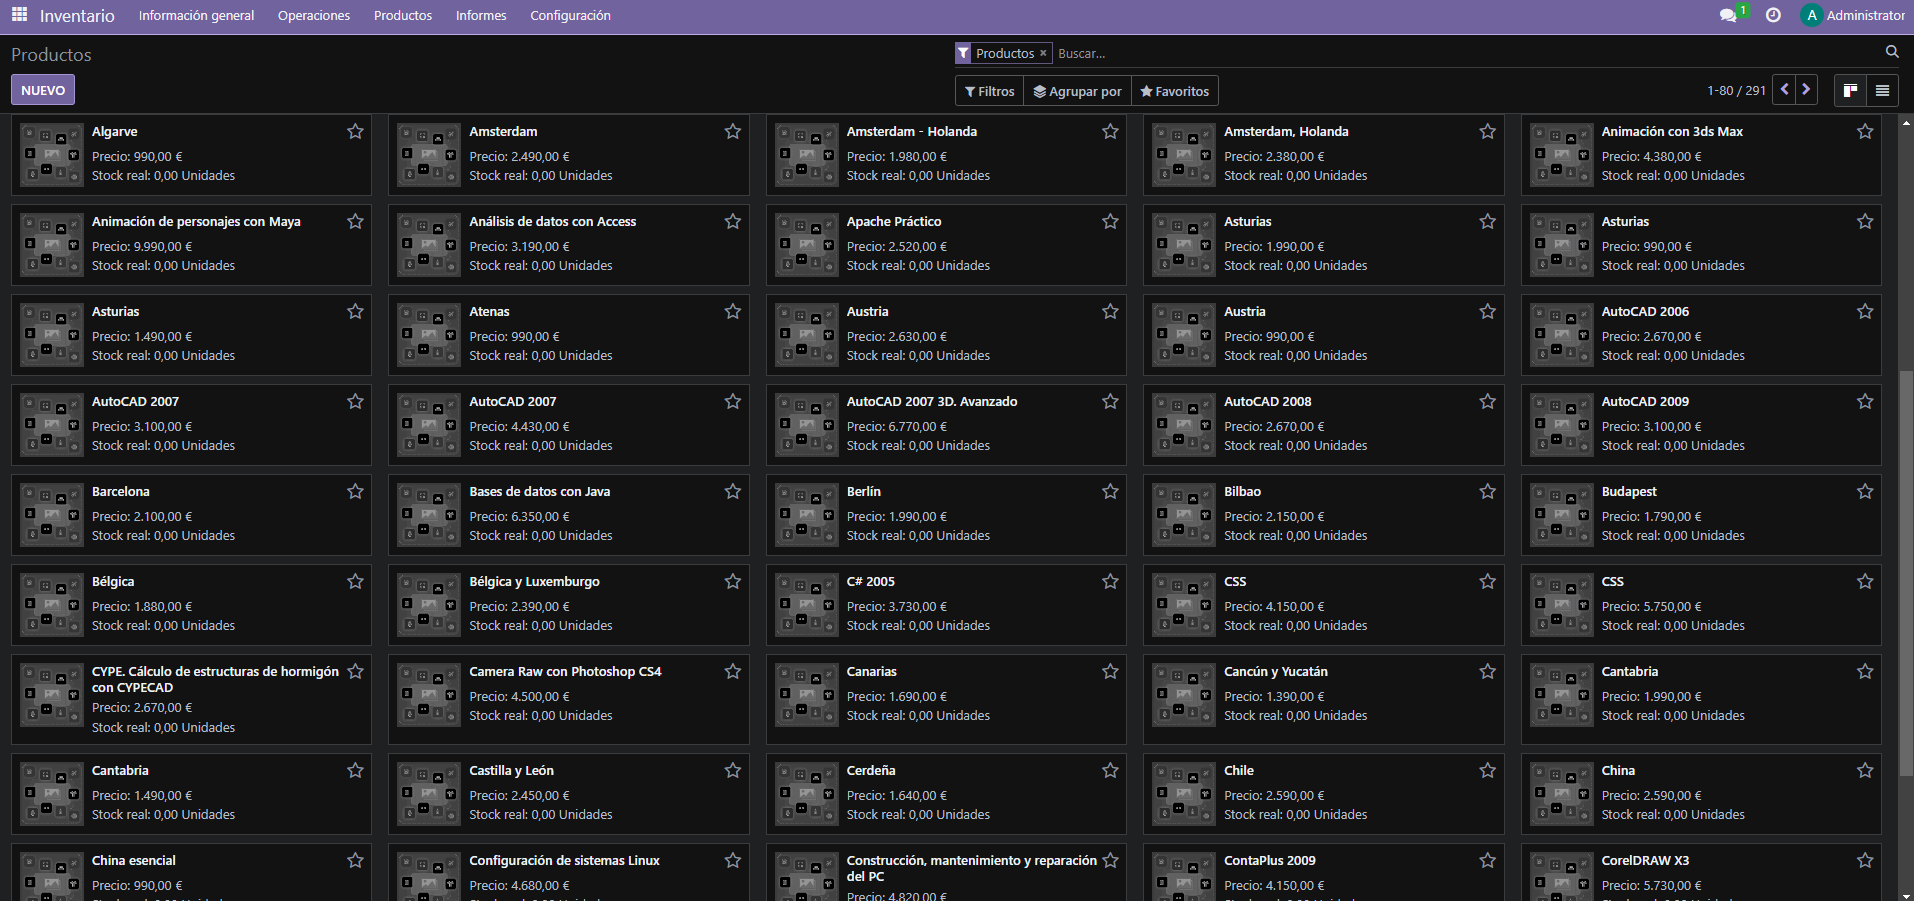 Inventario Información general Operaciones Productos Informes Configuración 1 A Administrator
Productos
Productos × Buscar...
NUEVO
Filtros Agrupar por Favoritos
1-80 / 291
Algarve
Precio: 990,00 €
Stock real: 0,00 Unidades
Amsterdam
Precio: 2.490,00 €
Stock real: 0,00 Unidades
Amsterdam - Holanda
Precio: 1.980,00 €
Stock real: 0,00 Unidades
Amsterdam, Holanda
Precio: 2.380,00 €
Stock real: 0,00 Unidades
Animación con 3ds Max
Precio: 4.380,00 €
Stock real: 0,00 Unidades
Animación de personajes con Maya
Precio: 9.990,00 €
Stock real: 0,00 Unidades
Análisis de datos con Access
Precio: 3.190,00 €
Stock real: 0,00 Unidades
Apache Práctico
Precio: 2.520,00 €
Stock real: 0,00 Unidades
Asturias
Precio: 1.990,00 €
Stock real: 0,00 Unidades
Asturias
Precio: 990,00 €
Stock real: 0,00 Unidades
Asturias
Precio: 1.490,00 €
Stock real: 0,00 Unidades
Atenas
Precio: 990,00 €
Stock real: 0,00 Unidades
Austria
Precio: 2.630,00 €
Stock real: 0,00 Unidades
Austria
Precio: 990,00 €
Stock real: 0,00 Unidades
AutoCAD 2006
Precio: 2.670,00 €
Stock real: 0,00 Unidades
AutoCAD 2007
Precio: 3.100,00 €
Stock real: 0,00 Unidades
AutoCAD 2007
Precio: 4.430,00 €
Stock real: 0,00 Unidades
AutoCAD 2007 3D. Avanzado
Precio: 6.770,00 €
Stock real: 0,00 Unidades
AutoCAD 2008
Precio: 2.670,00 €
Stock real: 0,00 Unidades
AutoCAD 2009
Precio: 3.100,00 €
Stock real: 0,00 Unidades
Barcelona
Precio: 2.100,00 €
Stock real: 0,00 Unidades
Bases de datos con Java
Precio: 6.350,00 €
Stock real: 0,00 Unidades
Berlín
Precio: 1.990,00 €
Stock real: 0,00 Unidades
Bilbao
Precio: 2.150,00 €
Stock real: 0,00 Unidades
Budapest
Precio: 1.790,00 €
Stock real: 0,00 Unidades
Bélgica
Precio: 1.880,00 €
Stock real: 0,00 Unidades
Bélgica y Luxemburgo
Precio: 2.390,00 €
Stock real: 0,00 Unidades
C# 2005
Precio: 3.730,00 €
Stock real: 0,00 Unidades
CSS
Precio: 4.150,00 €
Stock real: 0,00 Unidades
CSS
Precio: 5.750,00 €
Stock real: 0,00 Unidades
CYPE. Cálculo de estructuras de hormigón
con CYPECAD
Precio: 2.670,00 €
Stock real: 0,00 Unidades
Camera Raw con Photoshop CS4
Precio: 4.500,00 €
Stock real: 0,00 Unidades
Canarias
Precio: 1.690,00 €
Stock real: 0,00 Unidades
Cancún y Yucatán
Precio: 1.390,00 €
Stock real: 0,00 Unidades
Cantabria
Precio: 1.990,00 €
Stock real: 0,00 Unidades
Cantabria
Precio: 1.490,00 €
Stock real: 0,00 Unidades
Castilla y León
Precio: 2.450,00 €
Stock real: 0,00 Unidades
Cerdeña
Precio: 1.640,00 €
Stock real: 0,00 Unidades
Chile
Precio: 2.590,00 €
Stock real: 0,00 Unidades
China
Precio: 2.590,00 €
Stock real: 0,00 Unidades
China esencial
Precio: 990,00 €
Configuración de sistemas Linux
Precio: 4.680,00 €
Construcción, mantenimiento y reparación
del PC
Precio: 4.820,00 €
ContaPlus 2009
Precio: 4.150,00 €
CorelDRAW X3
Precio: 5.730,00 €